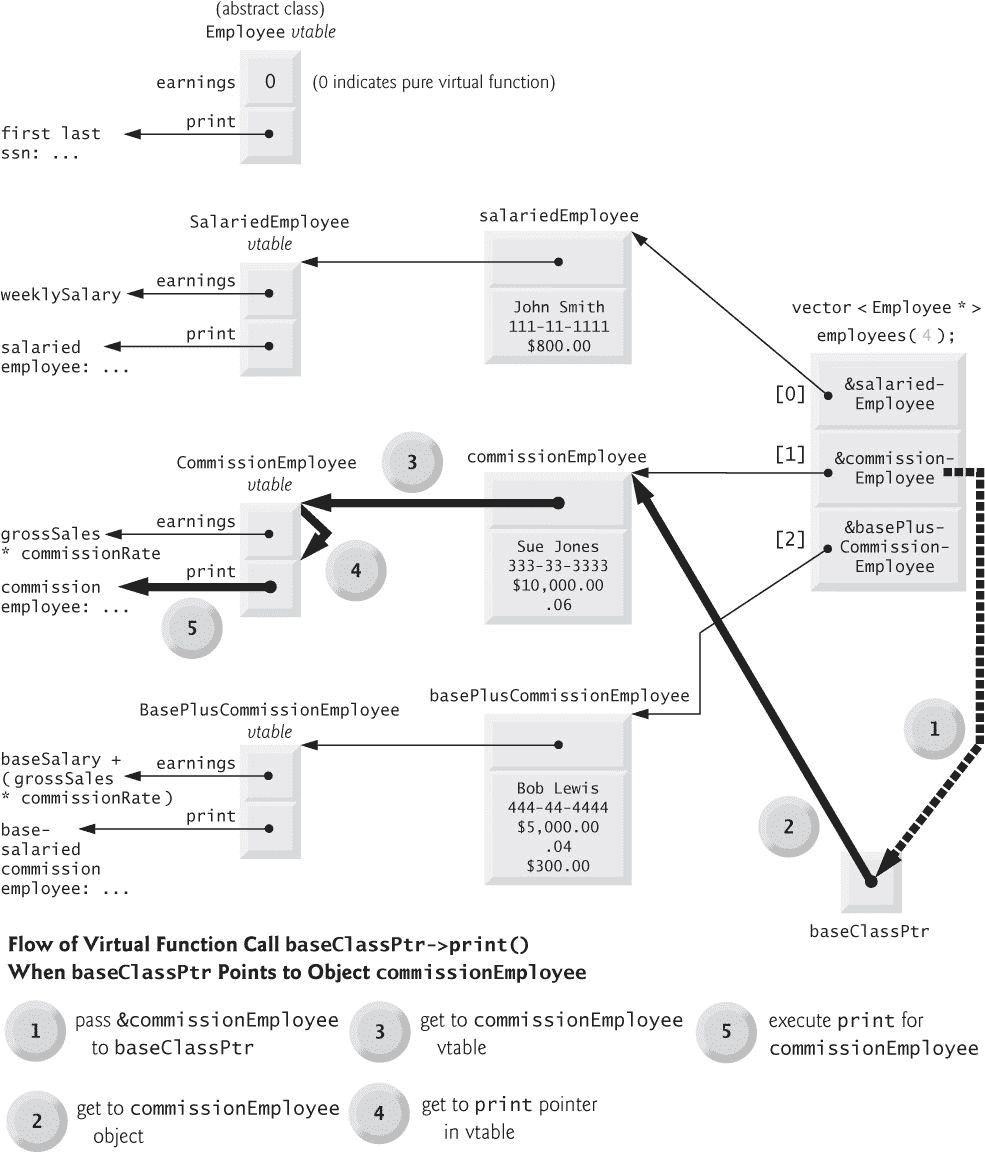 (abstract class)
Employee vtable
earnings 0 (0 indicates pure virtual function)
print
first last
ssn: ...
SalariedEmployee
vtable
earnings
weeklySalary
print
salaried
employee: ...
salariedEmployee
John Smith
111-11-1111
$800.00
vector < Employee * >
employees( 4 );
[0] &salaried-
Employee
[1] &commission-
Employee
[2] &basePlus-
Commission-
Employee
CommissionEmployee
vtable
3
commissionEmployee
earnings
grossSales
* commissionRate
print
commission
employee: ...
4
5
Sue Jones
333-33-3333
$10,000.00
.06
BasePlusCommissionEmployee
vtable
baseSalary +
(grossSales
* commissionRate)
earnings
print
base-
salaried
commission
employee: ...
basePlusCommissionEmployee
Bob Lewis
444-44-4444
$5,000.00
.04
$300.00
1
2
baseClassPtr
Flow of Virtual Function Call baseClassPtr->print()
When baseClassPtr Points to Object commissionEmployee
1 pass &commissionEmployee
to baseClassPtr
2 get to commissionEmployee
object
3 get to commissionEmployee
vtable
4 get to print pointer
in vtable
5 execute print for
commissionEmployee